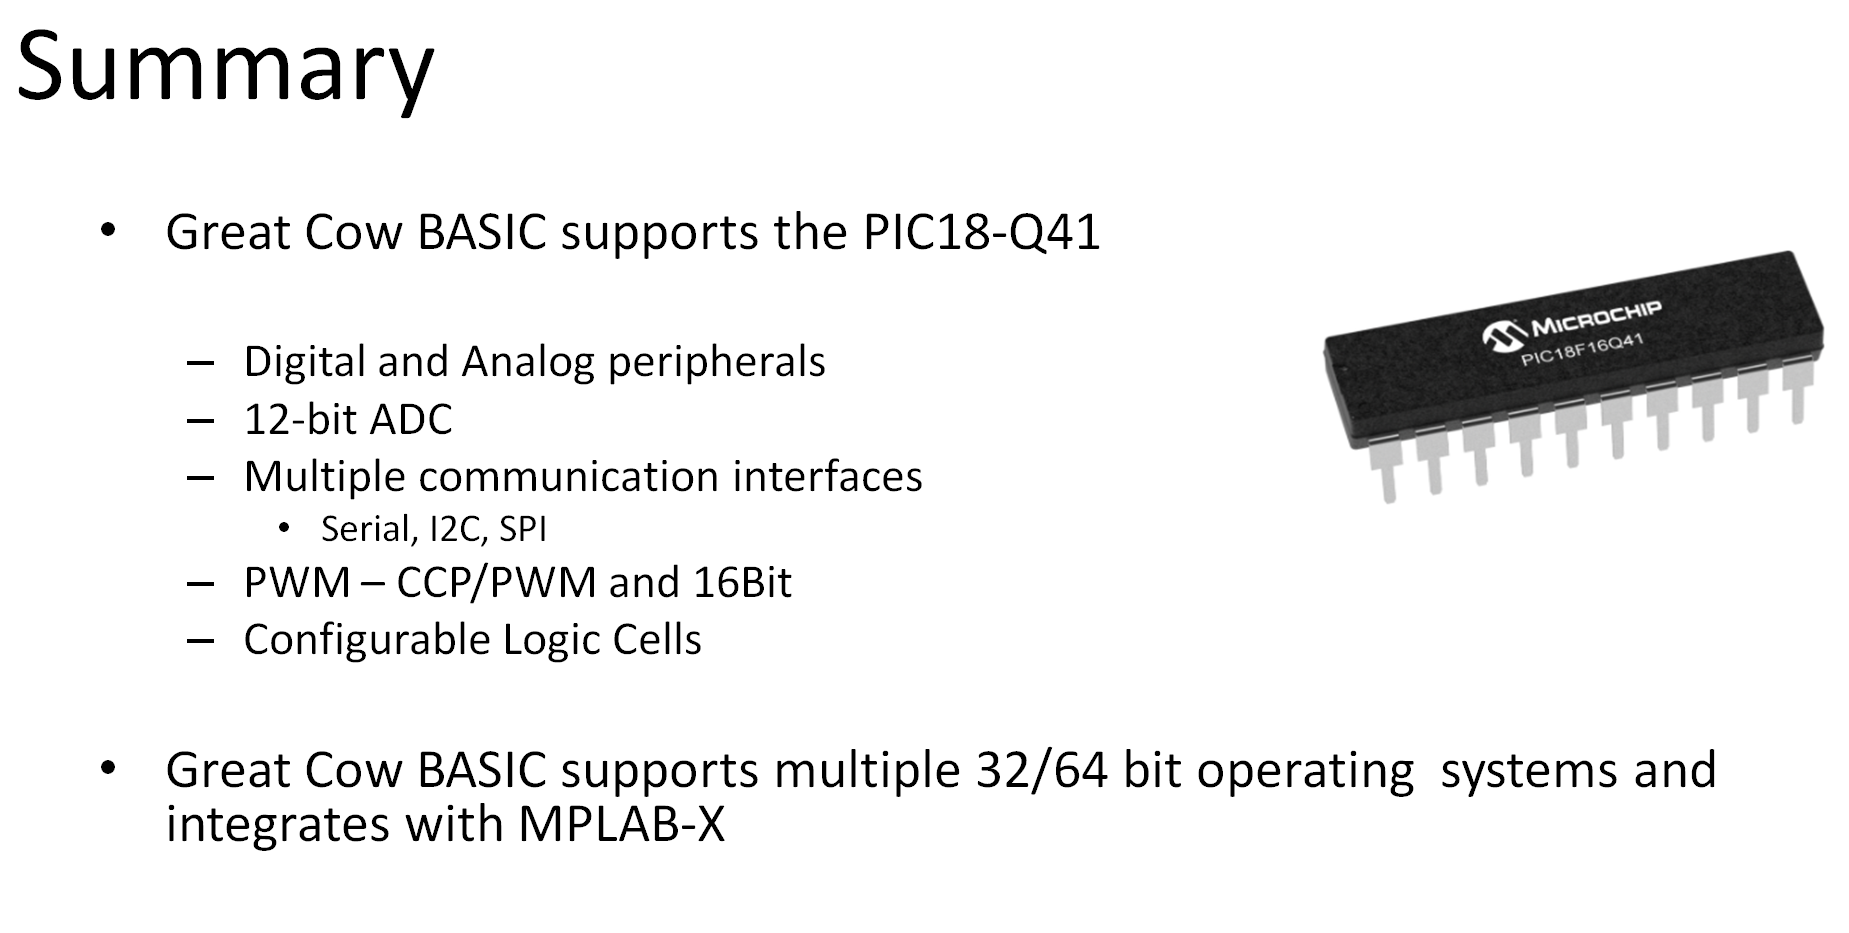 Summary
• Great Cow BASIC supports the PIC18-Q41
MICROCHIP
PIC18F16Q41
– Digital and Analog peripherals
– 12-bit ADC
– Multiple communication interfaces
• Serial, I2C, SPI
– PWM – CCP/PWM and 16Bit
– Configurable Logic Cells
• Great Cow BASIC supports multiple 32/64 bit operating systems and
integrates with MPLAB-X